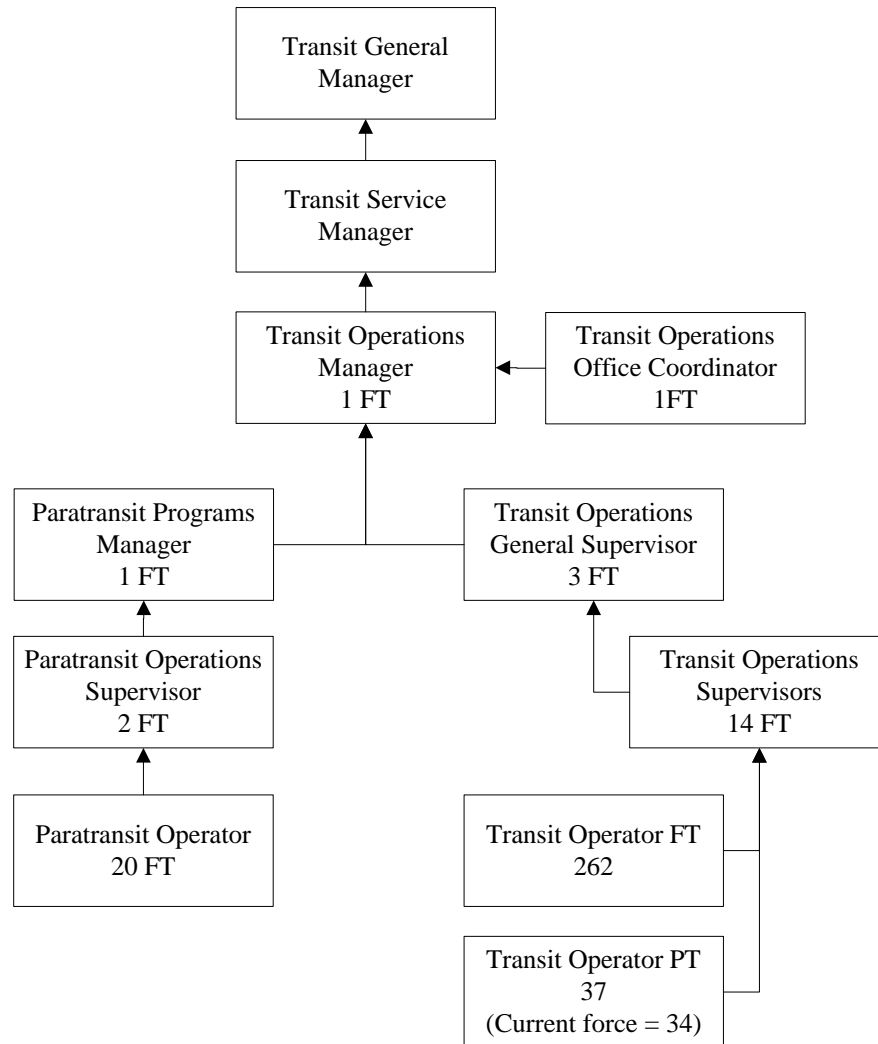 Transit General
Manager
Transit Service
Manager
Transit Operations
Manager
1 FT
Transit Operations
Office Coordinator
1FT
Paratransit Programs
Manager
1 FT
Transit Operations
General Supervisor
3 FT
Paratransit Operations
Supervisor
2 FT
Transit Operations
Supervisors
14 FT
Paratransit Operator
20 FT
Transit Operator FT
262
Transit Operator PT
37
(Current force = 34)